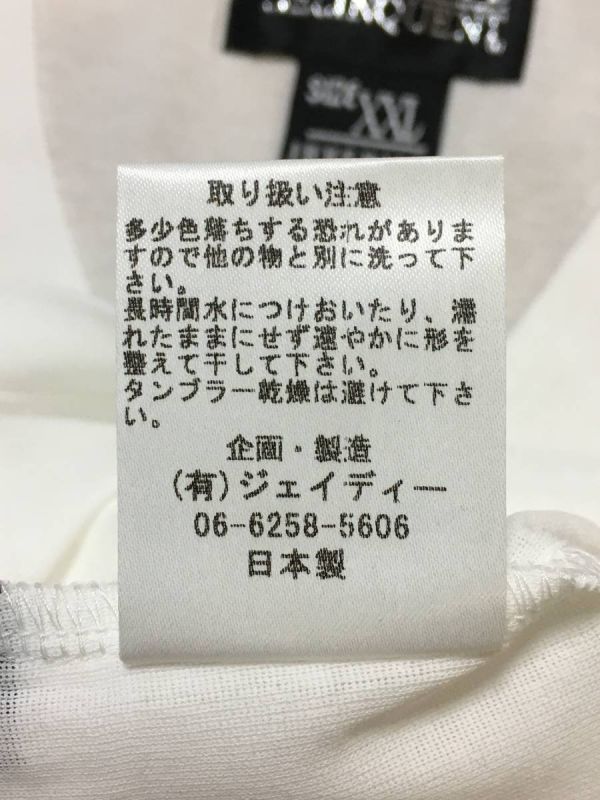 SIZE XXL
取り扱い注意
多少色落ちする恐れがありま
すので他の物と別に洗って下
さい。
長時間水につけおいたり、濡
れたままにせず速やかに形を
整えて干して下さい。
タンブラー乾燥は避けて下さ
い。
企画・製造
(有)ジェイディー
06-6258-5606
日本製